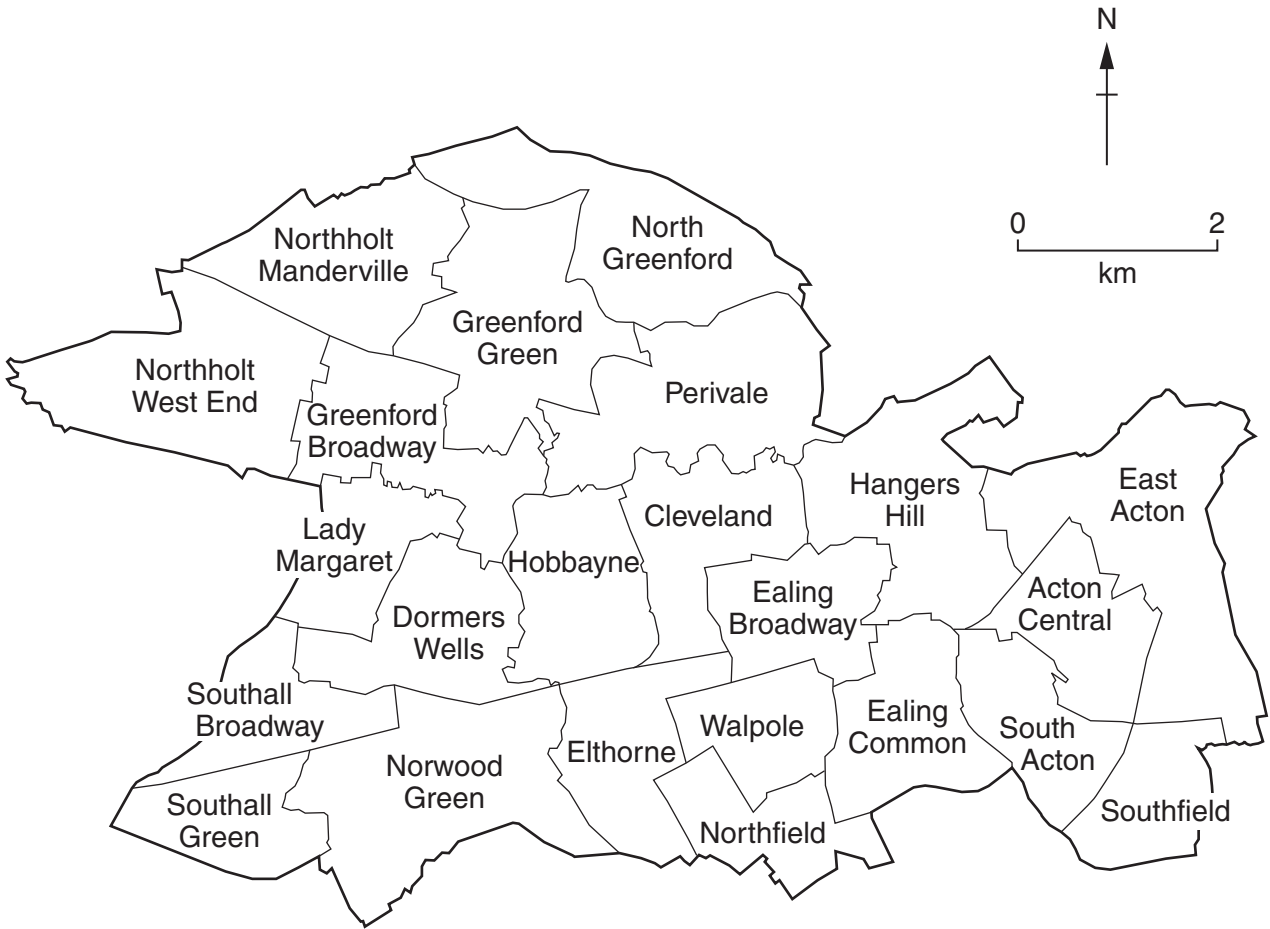 N
0 2
km
Northholt
Manderville
North
Greenford
Greenford
Green
Northholt
West End
Greenford
Broadway
Perivale
Hangers
Hill
East
Acton
Lady
Margaret
Cleveland
Hobbayne
Ealing
Broadway
Acton
Central
Dormers
Wells
Southall
Broadway
Norwood
Green
Elthorne
Walpole
Ealing
Common
South
Acton
Southall
Green
Northfield
Southfield